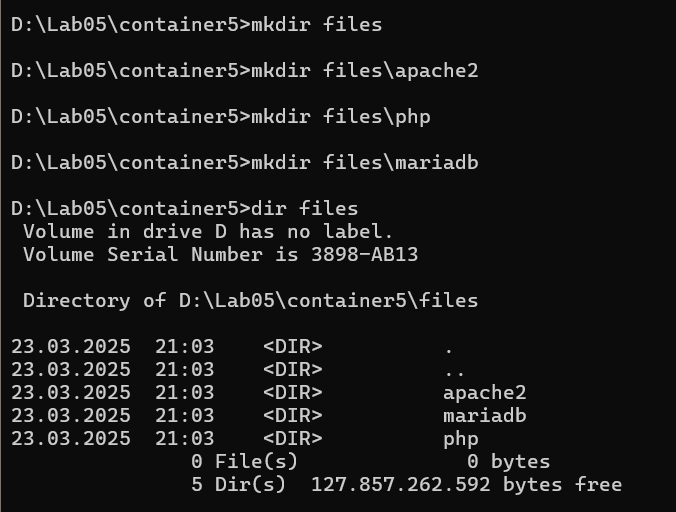 D:\Lab05\container5>mkdir files
D:\Lab05\container5>mkdir files\apache2
D:\Lab05\container5>mkdir files\php
D:\Lab05\container5>mkdir files\mariadb
D:\Lab05\container5>dir files
 Volume in drive D has no label.
 Volume Serial Number is 3898-AB13
 Directory of D:\Lab05\container5\files
23.03.2025  21:03    <DIR>          .
23.03.2025  21:03    <DIR>          ..
23.03.2025  21:03    <DIR>          apache2
23.03.2025  21:03    <DIR>          mariadb
23.03.2025  21:03    <DIR>          php
               0 File(s)              0 bytes
               5 Dir(s)  127.857.262.592 bytes free